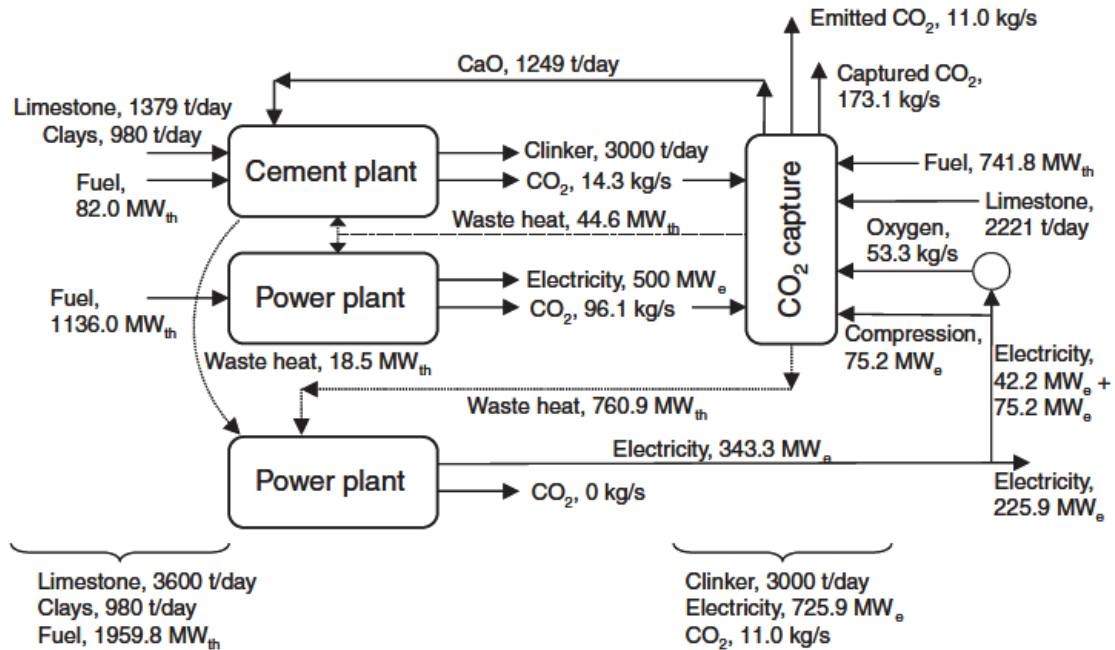 Emitted CO₂, 11.0 kg/s
CaO, 1249 t/day
Captured CO₂,
173.1 kg/s
Limestone, 1379 t/day
Clays, 980 t/day
Fuel,
82.0 MWth
Cement plant
Clinker, 3000 t/day
CO₂, 14.3 kg/s
CO₂ capture
Fuel, 741.8 MWth
Limestone,
2221 t/day
Oxygen,
53.3 kg/s
Waste heat, 44.6 MWth
Fuel,
1136.0 MWth
Power plant
Electricity, 500 MWe
CO₂, 96.1 kg/s
Compression,
75.2 MWe
Electricity,
42.2 MWe +
75.2 MWe
Waste heat, 18.5 MWth
Waste heat, 760.9 MWth
Power plant
Electricity, 343.3 MWe
CO₂, 0 kg/s
Electricity,
225.9 MWe
Limestone, 3600 t/day
Clays, 980 t/day
Fuel, 1959.8 MWth
Clinker, 3000 t/day
Electricity, 725.9 MWe
CO₂, 11.0 kg/s